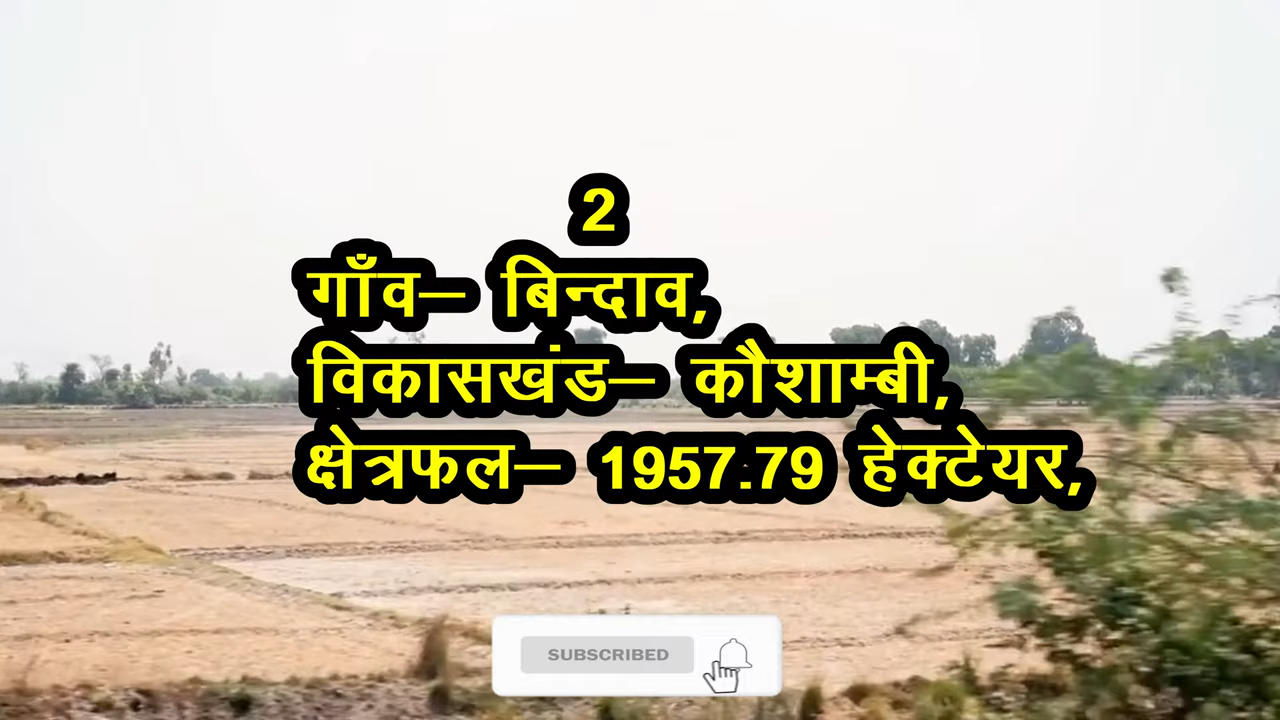 2
गाँव– बिन्दाव,
विकासखंड– कौशाम्बी,
क्षेत्रफल– 1957.79 हेक्टेयर,
SUBSCRIBED